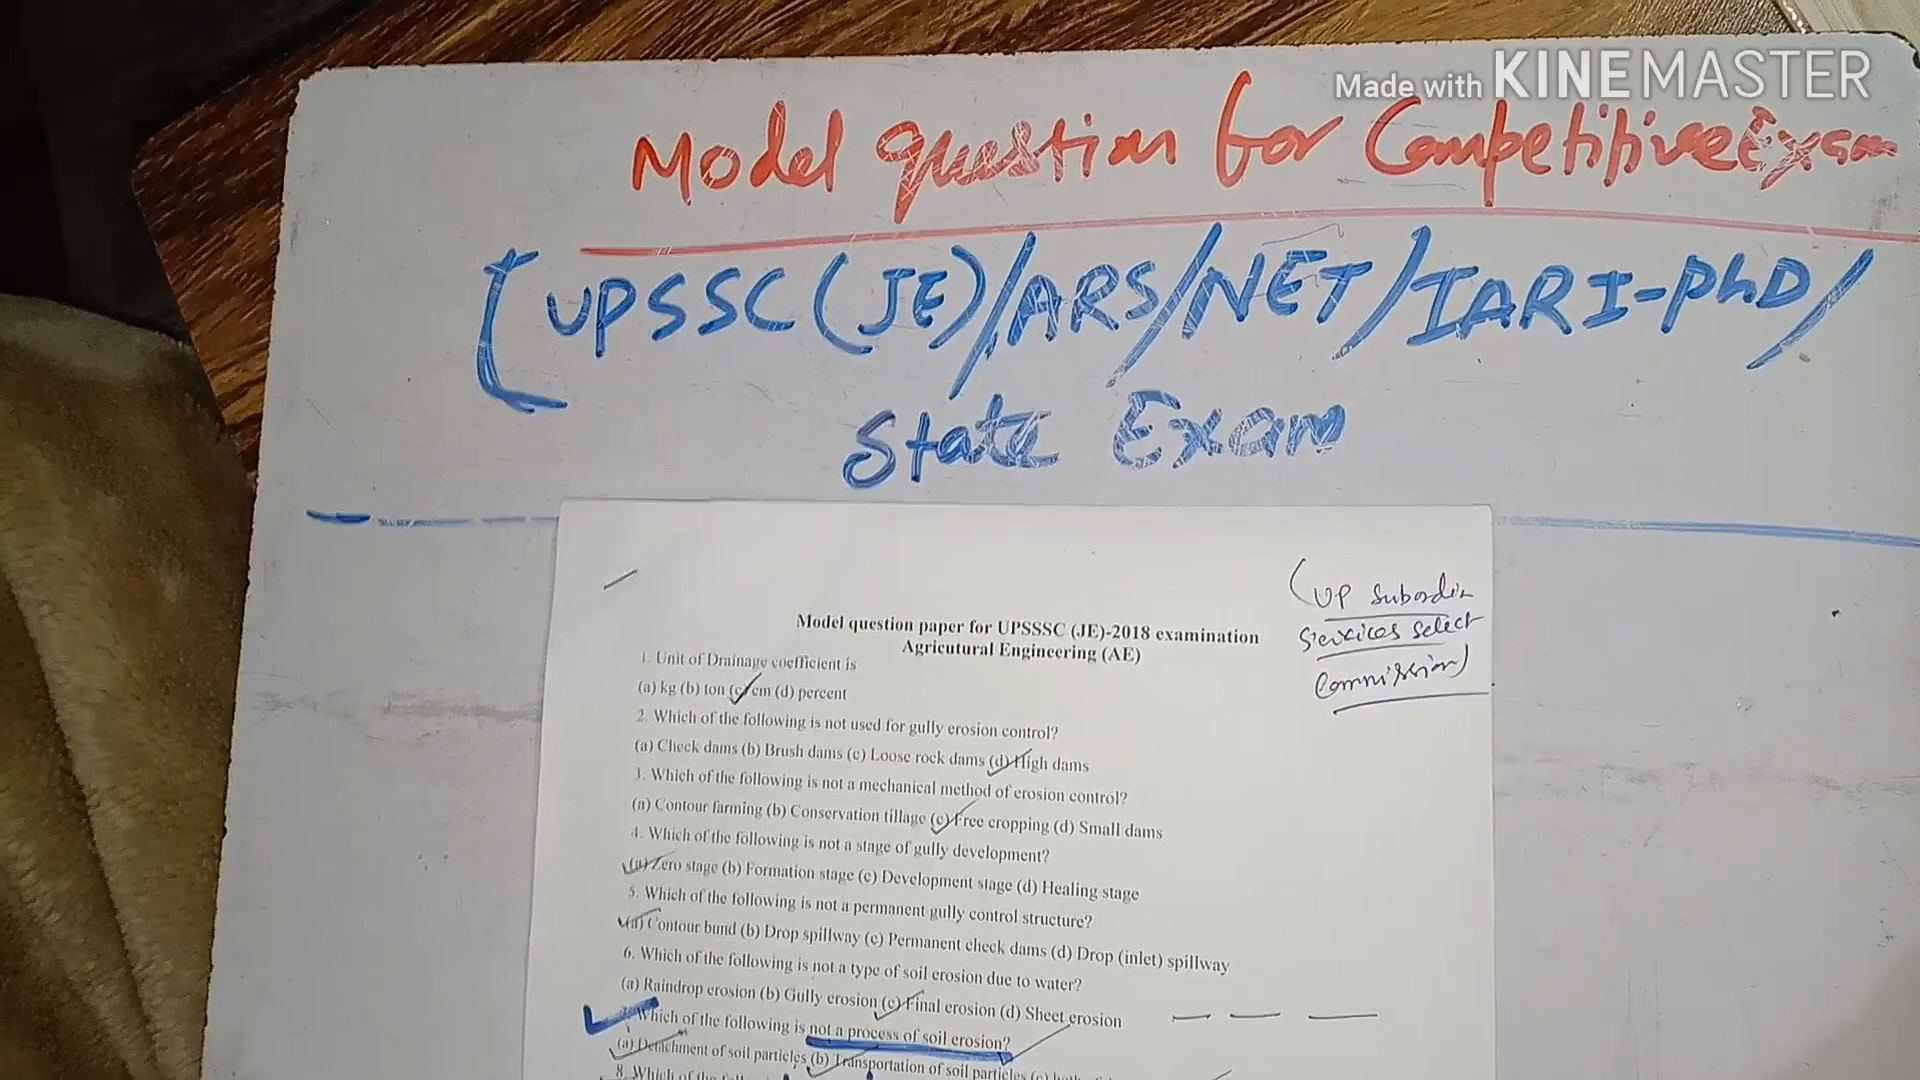 Made with KINEMASTER
Model question for Competitive Exam
[UPSSC (JE)/ARS/NET/IARI-PhD/
State Exam
(UP Subordin
Services Select
Commission)
Model question paper for UPSSSC (JE)-2018 examination
Agricutural Engineering (AE)
1. Unit of Drainage coefficient is
(a) kg (b) ton (c) cm (d) percent
2. Which of the following is not used for gully erosion control?
(a) Check dams (b) Brush dams (c) Loose rock dams (d) High dams
3. Which of the following is not a mechanical method of erosion control?
(a) Contour farming (b) Conservation tillage (c) Free cropping (d) Small dams
4. Which of the following is not a stage of gully development?
(a) Zero stage (b) Formation stage (c) Development stage (d) Healing stage
5. Which of the following is not a permanent gully control structure?
(a) Contour bund (b) Drop spillway (c) Permanent check dams (d) Drop (inlet) spillway
6. Which of the following is not a type of soil erosion due to water?
(a) Raindrop erosion (b) Gully erosion (c) Final erosion (d) Sheet erosion
Which of the following is not a process of soil erosion?
(a) Detachment of soil particles (b) Transportation of soil particles
8. Which of the